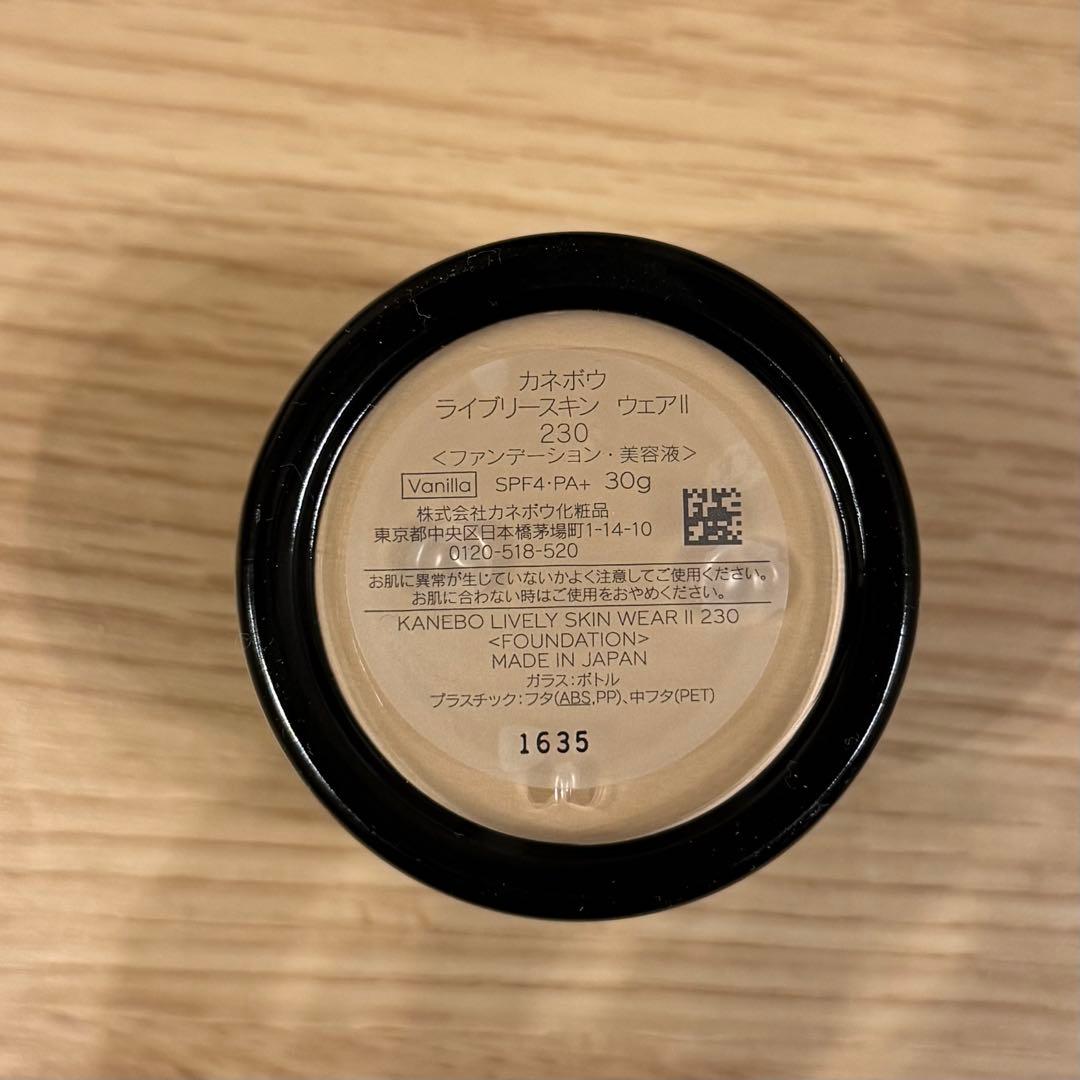 カネボウ
ライブリースキン ウェアII
230
<ファンデーション・美容液>
Vanilla SPF4・PA+ 30g
株式会社カネボウ化粧品
東京都中央区日本橋茅場町1-14-10
0120-518-520
お肌に異常が生じていないかよく注意してご使用ください。
お肌に合わない時はご使用をおやめください。
KANEBO LIVELY SKIN WEAR II 230
<FOUNDATION>
MADE IN JAPAN
ガラス:ボトル
プラスチック:フタ(ABS,PP)、中フタ(PET)
1635